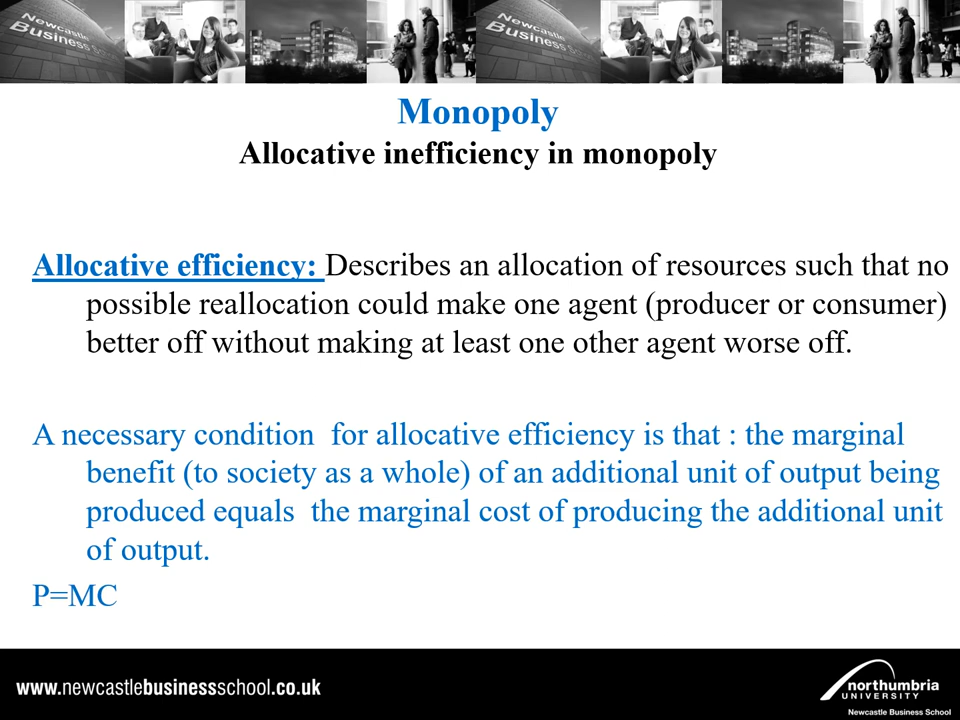 Newcastle
Business S
Newcastle
Business S
Monopoly
Allocative inefficiency in monopoly
Allocative efficiency: Describes an allocation of resources such that no
possible reallocation could make one agent (producer or consumer)
better off without making at least one other agent worse off.
A necessary condition  for allocative efficiency is that : the marginal
benefit (to society as a whole) of an additional unit of output being
produced equals  the marginal cost of producing the additional unit
of output.
P=MC
www.newcastlebusinessschool.co.uk
northumbria
UNIVERSITY
Newcastle Business School